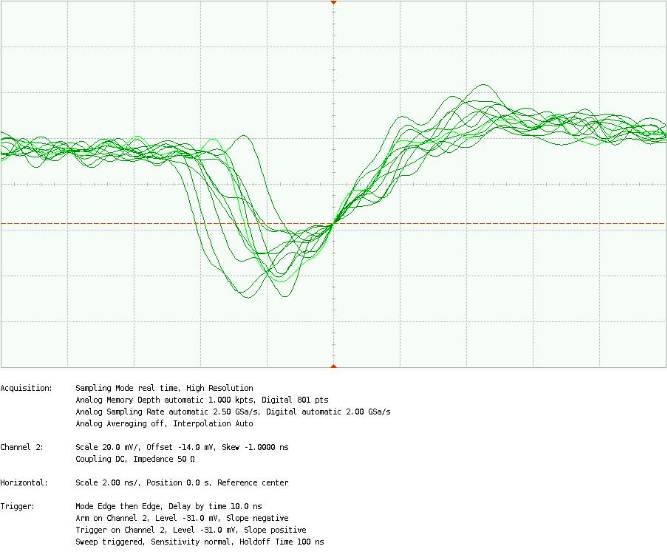 Acquisition: Sampling Mode real time, High Resolution
Analog Memory Depth automatic 1.000 kpts, Digital 801 pts
Analog Sampling Rate automatic 2.50 GSa/s, Digital automatic 2.00 GSa/s
Analog Averaging off, Interpolation Auto
Channel 2: Scale 20.0 mV/, Offset -14.0 mV, Skew -1.0000 ns
Coupling DC, Impedance 50 Ω
Horizontal: Scale 2.00 ns/, Position 0.0 s, Reference center
Trigger: Mode Edge then Edge, Delay by time 10.0 ns
Arm on Channel 2, Level -31.0 mV, Slope negative
Trigger on Channel 2, Level -31.0 mV, Slope positive
Sweep triggered, Sensitivity normal, Holdoff Time 100 ns